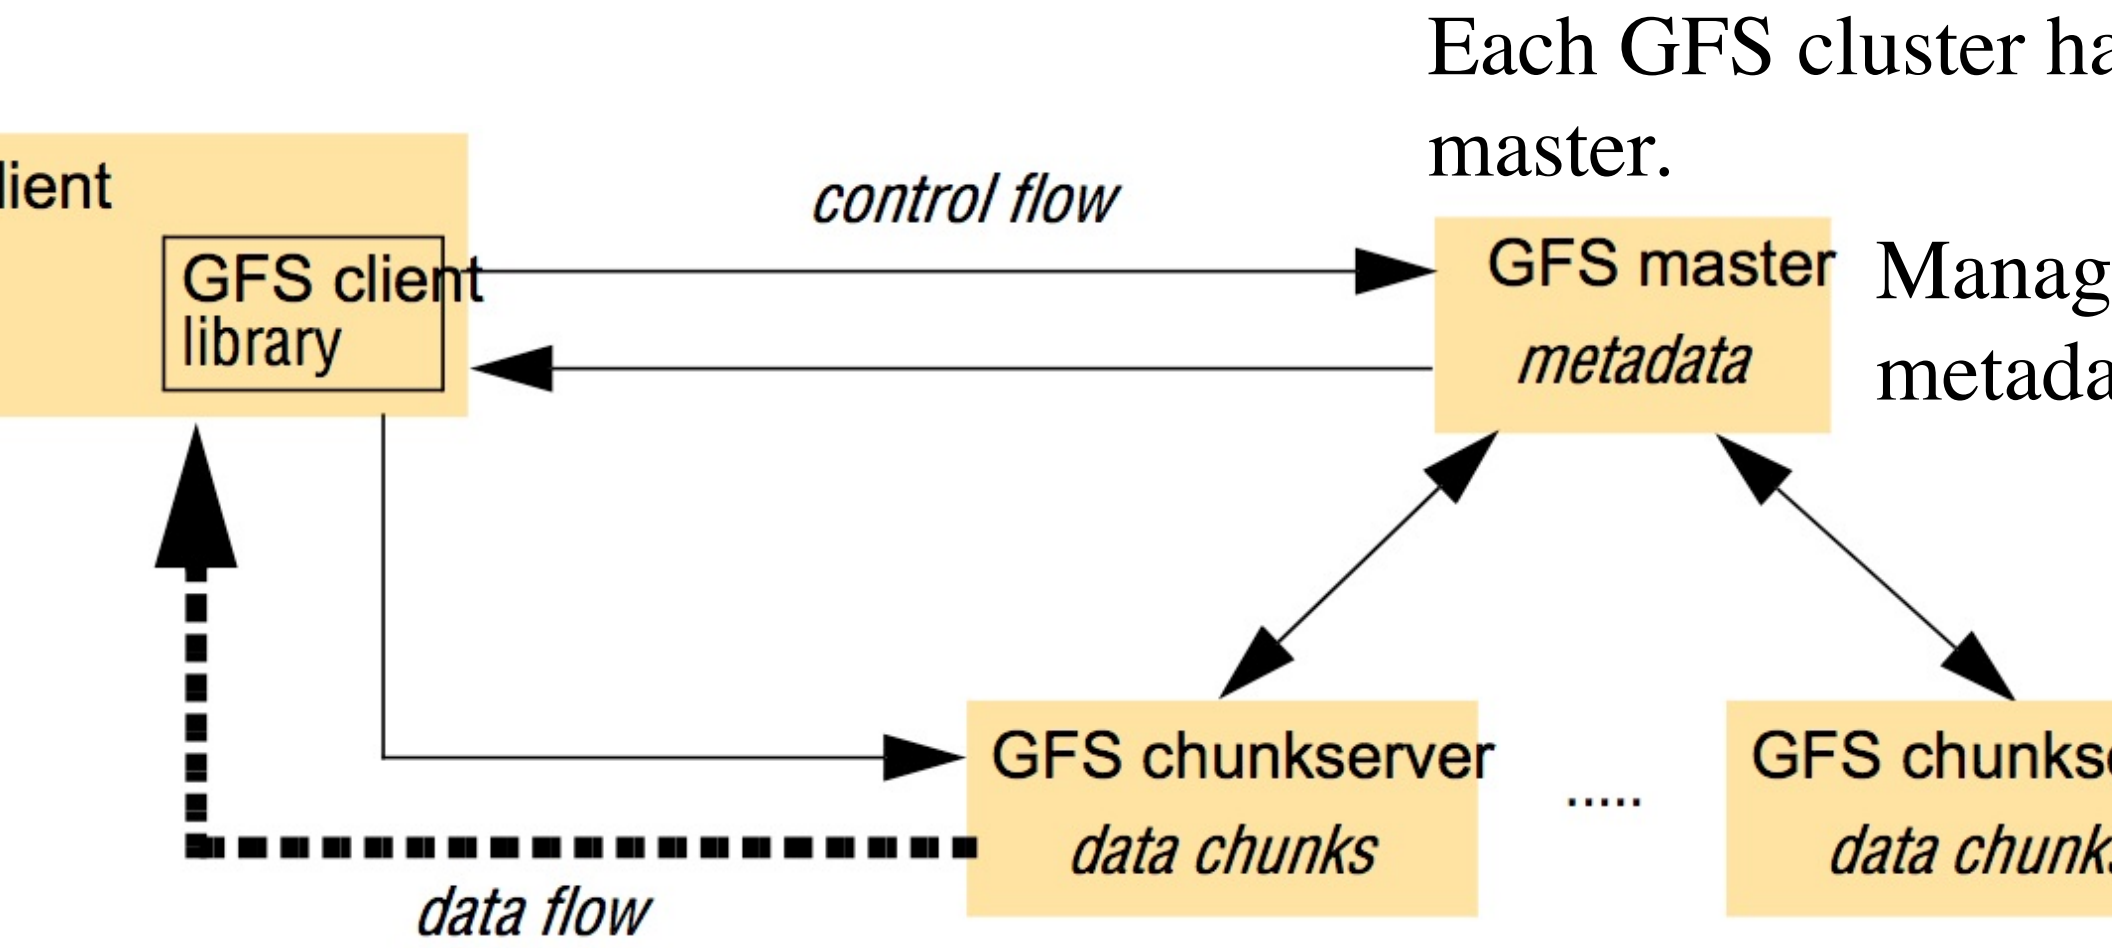 Each GFS cluster ha
master.
lient
control flow
GFS client
library
GFS master
metadata
Manag
metada
GFS chunkserver
data chunks
.....
GFS chunks
data chunk
data flow